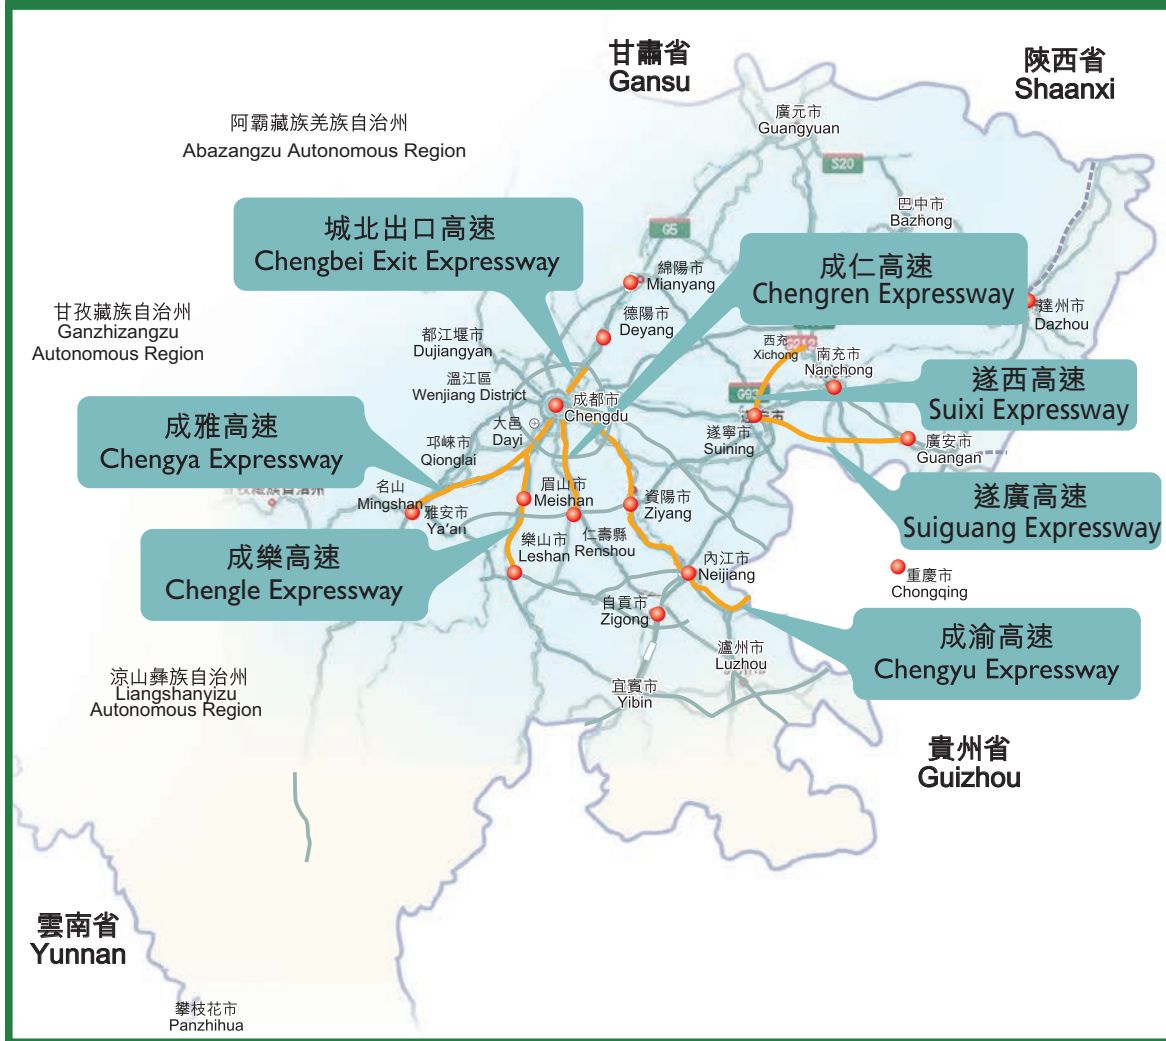 甘肅省
Gansu
陝西省
Shaanxi
廣元市
Guangyuan
阿霸藏族羌族自治州
Abazangzu Autonomous Region
S20
巴中市
Bazhong
城北出口高速
Chengbei Exit Expressway
G5
成仁高速
Chengren Expressway
綿陽市
Mianyang
甘孜藏族自治州
Ganzhizangzu
Autonomous Region
德陽市
Deyang
達州市
Dazhou
都江堰市
Dujiangyan
西充
Xichong
南充市
Nanchong
溫江區
Wenjiang District
遂西高速
Suixi Expressway
成都市
Chengdu
大邑
Dayi
成雅高速
Chengya Expressway
邛崍市
Qionglai
遂寧市
Suining
廣安市
Guangan
名山
Mingshan
眉山市
Meishan
資陽市
Ziyang
遂廣高速
Suiguang Expressway
雅安市
Ya'an
仁壽縣
Renshou
樂山市
Leshan
成樂高速
Chengle Expressway
內江市
Neijiang
重慶市
Chongqing
自貢市
Zigong
成渝高速
Chengyu Expressway
瀘州市
Luzhou
涼山彝族自治州
Liangshanyizu
Autonomous Region
宜賓市
Yibin
貴州省
Guizhou
雲南省
Yunnan
攀枝花市
Panzhihua